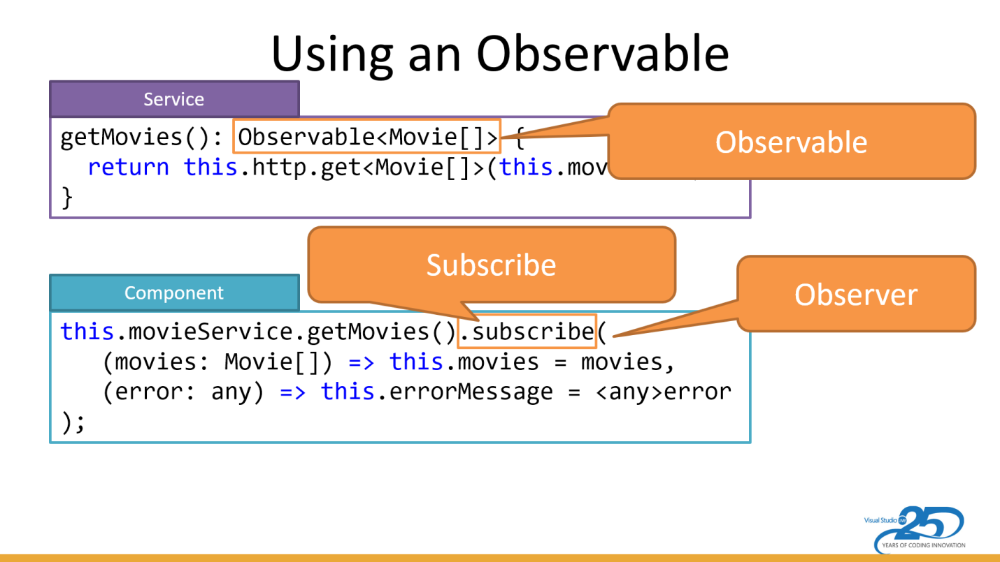 Using an Observable
Service
getMovies(): Observable<Movie[]> {
return this.http.get<Movie[]>(this.mov
}
Observable
Subscribe
Component
Observer
this.movieService.getMovies().subscribe(
(movies: Movie[]) => this.movies = movies,
(error: any) => this.errorMessage = <any>error
);
Visual Studio LIVE! 25
YEARS OF CODING INNOVATION